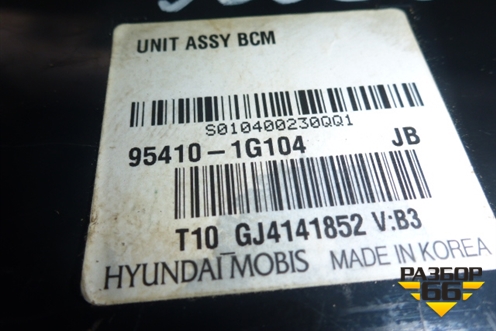 UNIT ASSY BCM
S010400230QQ1
95410-1G104 JB
T10 GJ4141852 V:B3
HYUNDAI MOBIS MADE IN KOREA
РАЗБОР
66